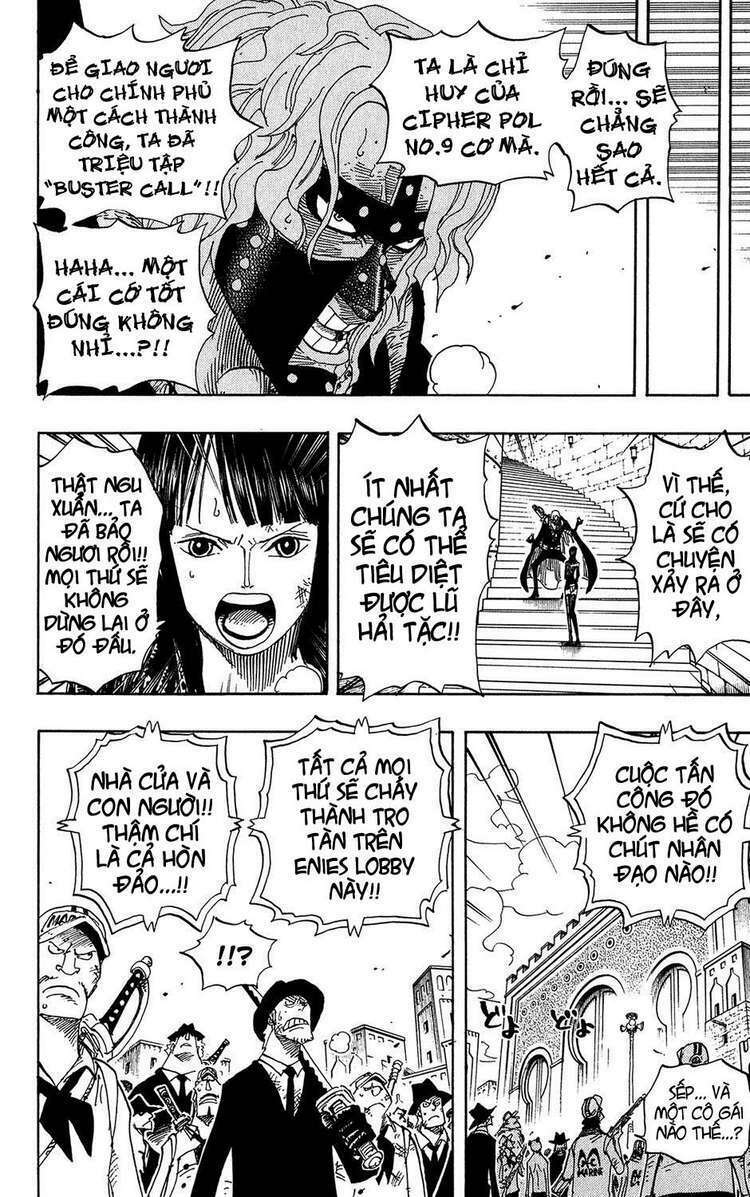 ĐÚNG
RỒI... SẼ
CHẲNG
SAO
HẾT CẢ.
TA LÀ CHỈ
HUY CỦA
CIPHER POL
NO.9 CƠ MÀ.
ĐỂ GIAO NGƯƠI
CHO CHÍNH PHỦ
MỘT CÁCH THÀNH
CÔNG, TA ĐÃ
TRIỆU TẬP
"BUSTER CALL"!!
HAHA... MỘT
CÁI CỚ TỐT
ĐÚNG KHÔNG
NHỈ...?!!
VÌ THẾ,
CỨ CHO
LÀ SẼ CÓ
CHUYỆN
XẢY RA Ở
ĐÂY,
ÍT NHẤT
CHÚNG TA
SẼ CÓ THỂ
TIÊU DIỆT
ĐƯỢC LŨ
HẢI TẶC!!
THẬT NGU
XUẨN... TA
ĐÃ BẢO
NGƯƠI RỒI!!
MỌI THỨ SẼ
KHÔNG
DỪNG LẠI Ở
ĐÓ ĐẤU.
CUỘC TẤN
CÔNG ĐÓ
KHÔNG HỀ CÓ
CHÚT NHÂN
ĐẠO NÀO!!
TẤT CẢ MỌI
THỨ SẼ CHÁY
THÀNH TRO
TÀN TRÊN
ENIES LOBBY
NÀY!!
NHÀ CỬA VÀ
CON NGƯỜI!!
THẬM CHÍ
LÀ CẢ HÒN
ĐẢO...!!
どよ
どよ
SẾP... VÀ
MỘT CÔ GÁI
NÀO THẾ...?
MARINE
!!?